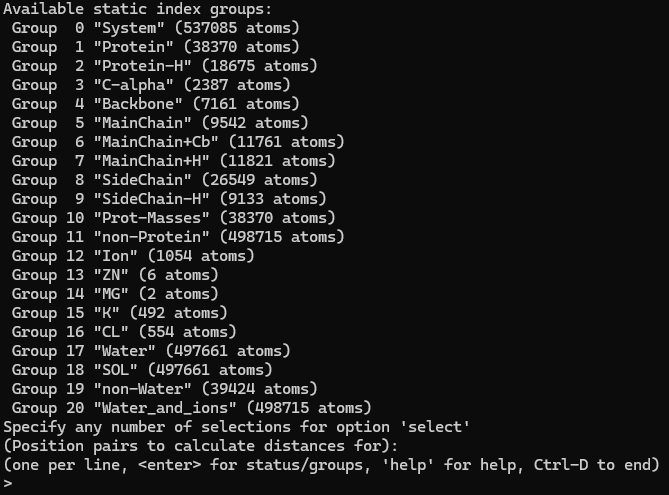 Available static index groups:
 Group  0 "System" (537085 atoms)
 Group  1 "Protein" (38370 atoms)
 Group  2 "Protein-H" (18675 atoms)
 Group  3 "C-alpha" (2387 atoms)
 Group  4 "Backbone" (7161 atoms)
 Group  5 "MainChain" (9542 atoms)
 Group  6 "MainChain+Cb" (11761 atoms)
 Group  7 "MainChain+H" (11821 atoms)
 Group  8 "SideChain" (26549 atoms)
 Group  9 "SideChain-H" (9133 atoms)
 Group 10 "Prot-Masses" (38370 atoms)
 Group 11 "non-Protein" (498715 atoms)
 Group 12 "Ion" (1054 atoms)
 Group 13 "ZN" (6 atoms)
 Group 14 "MG" (2 atoms)
 Group 15 "K" (492 atoms)
 Group 16 "CL" (554 atoms)
 Group 17 "Water" (497661 atoms)
 Group 18 "SOL" (497661 atoms)
 Group 19 "non-Water" (39424 atoms)
 Group 20 "Water_and_ions" (498715 atoms)
Specify any number of selections for option 'select'
(Position pairs to calculate distances for):
(one per line, <enter> for status/groups, 'help' for help, Ctrl-D to end)
>